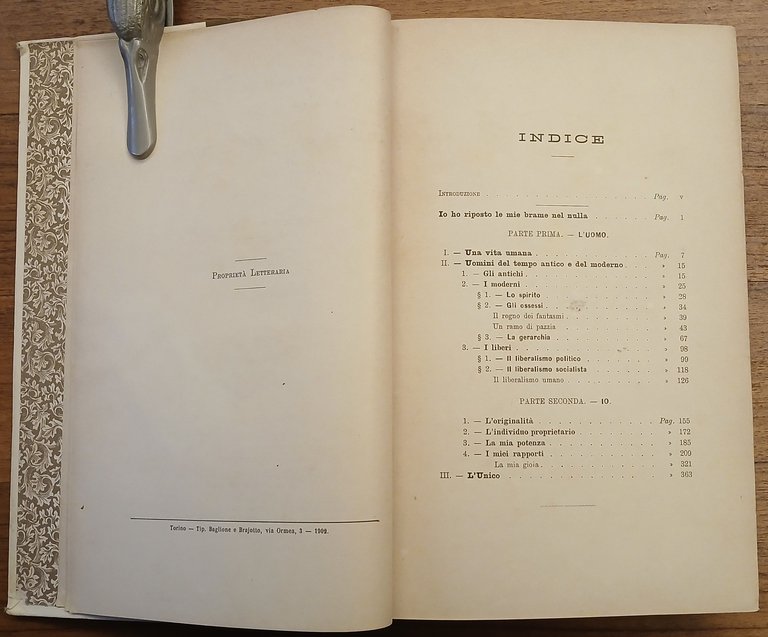 PROPRIETÀ LETTERARIA
Torino — Tip. Baglione e Brajotto, via Ormea, 3 — 1902.
INDICE
INTRODUZIONE . . . Pag. V
Io ho riposto le mie brame nel nulla . . . Pag. 1
PARTE PRIMA. — L'UOMO.
I. — Una vita umana . . . Pag. 7
II. — Uomini del tempo antico e del moderno . . . » 15
1. — Gli antichi . . . » 15
2. — I moderni . . . » 25
§ 1. — Lo spirito . . . » 28
§ 2. — Gli ossessi . . . » 34
Il regno dei fantasmi . . . » 39
Un ramo di pazzia . . . » 43
§ 3. — La gerarchia . . . » 67
3. — I liberi . . . » 98
§ 1. — Il liberalismo politico . . . » 99
§ 2. — Il liberalismo socialista . . . » 118
Il liberalismo umano . . . » 126
PARTE SECONDA. — IO.
1. — L'originalità . . . Pag. 155
2. — L'individuo proprietario . . . » 172
3. — La mia potenza . . . » 185
4. — I miei rapporti . . . » 209
La mia gioia . . . » 321
III. — L'Unico . . . » 363